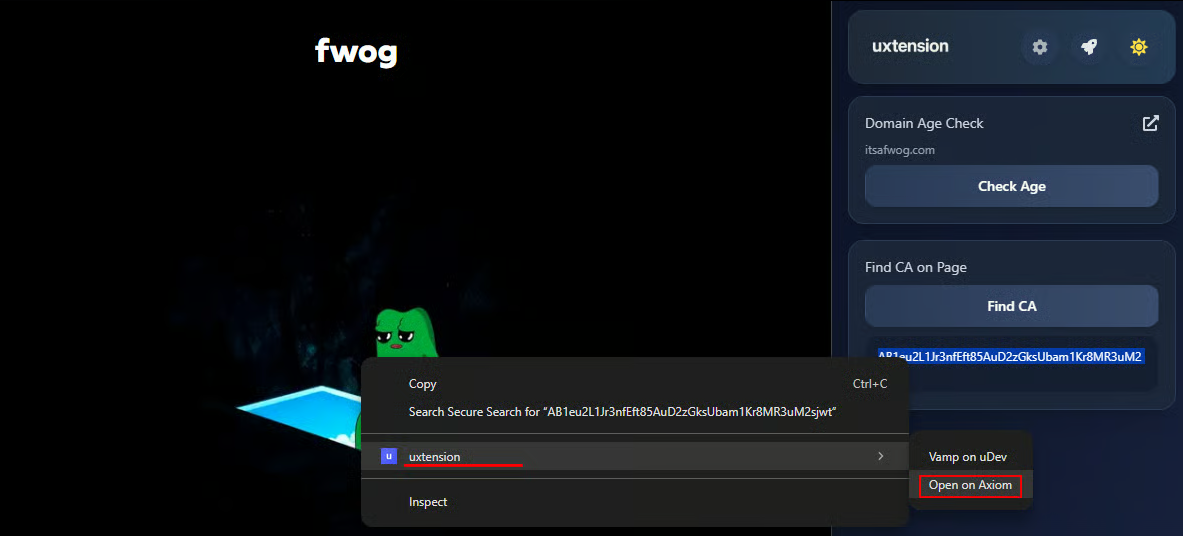 fwog
uxtension
Domain Age Check
itsafwog.com
Check Age
Find CA on Page
Find CA
AB1eu2L1Jr3nfEft85AuD2zGksUbam1Kr8MR3uM2
Copy Ctrl+C
Search Secure Search for “AB1eu2L1Jr3nfEft85AuD2zGksUbam1Kr8MR3uM2sjwt”
u uxtension
Vamp on uDev
Open on Axiom
Inspect